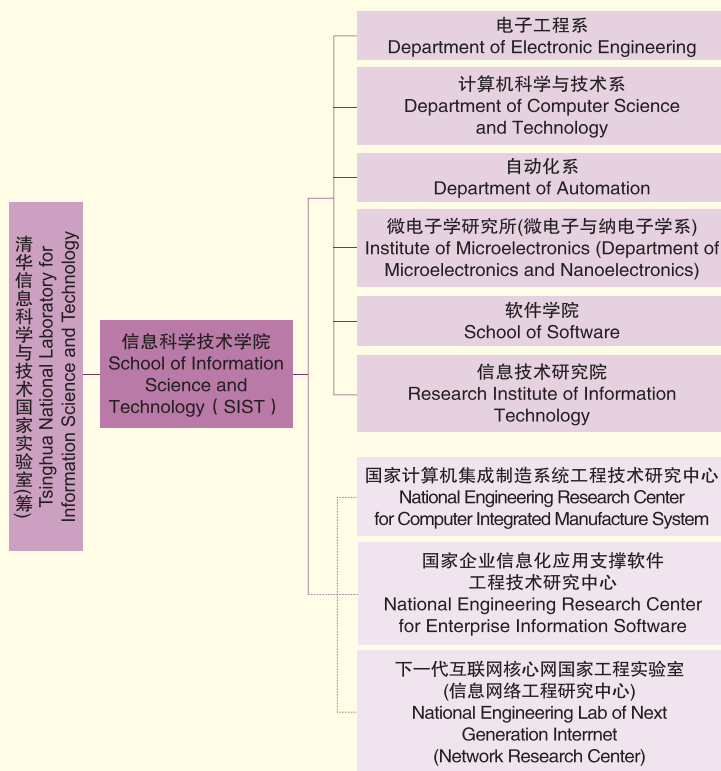 清华信息科学与技术国家实验室(筹)
Tsinghua National Laboratory for
Information Science and Technology
信息科学技术学院
School of Information
Science and
Technology（SIST）
电子工程系
Department of Electronic Engineering
计算机科学与技术系
Department of Computer Science
and Technology
自动化系
Department of Automation
微电子学研究所(微电子与纳电子学系)
Institute of Microelectronics (Department of
Microelectronics and Nanoelectronics)
软件学院
School of Software
信息技术研究院
Research Institute of Information
Technology
国家计算机集成制造系统工程技术研究中心
National Engineering Research Center
for Computer Integrated Manufacture System
国家企业信息化应用支撑软件
工程技术研究中心
National Engineering Research Center
for Enterprise Information Software
下一代互联网核心网国家工程实验室
(信息网络工程研究中心)
National Engineering Lab of Next
Generation Interrnet
(Network Research Center)